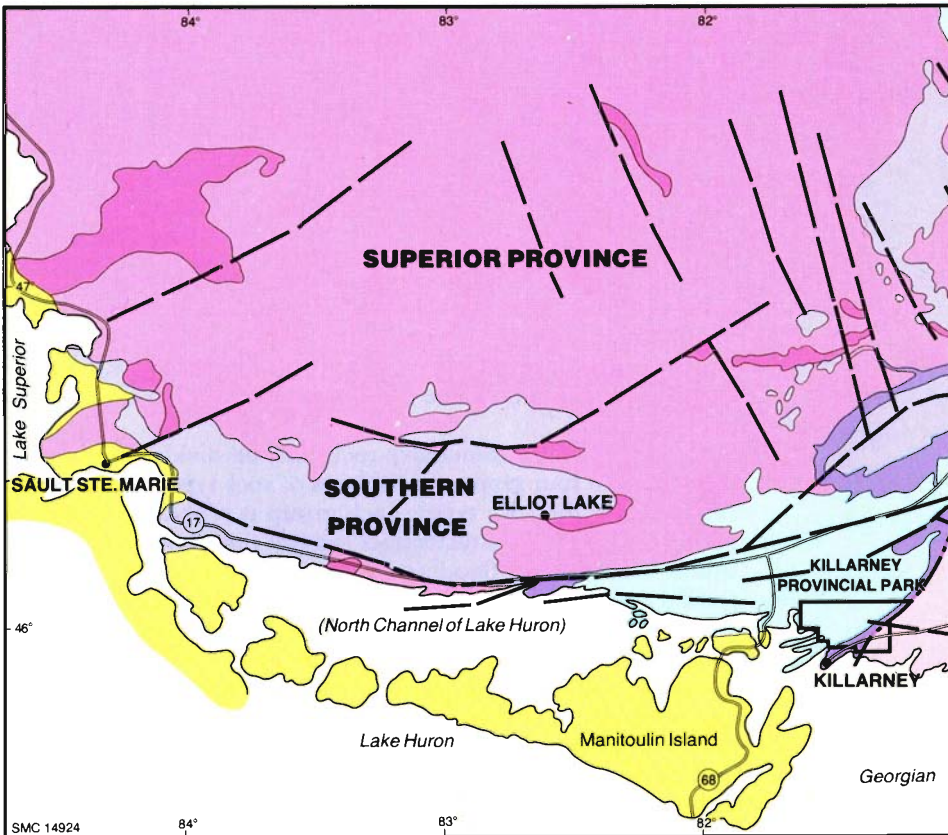 84°
83°
82°
SUPERIOR PROVINCE
47°
Lake Superior
SAULT STE. MARIE
SOUTHERN
PROVINCE
ELLIOT LAKE
17
KILLARNEY
PROVINCIAL PARK
46°
(North Channel of Lake Huron)
KILLARNEY
Lake Huron
Manitoulin Island
68
Georgian
SMC 14924
84°
83°
82°